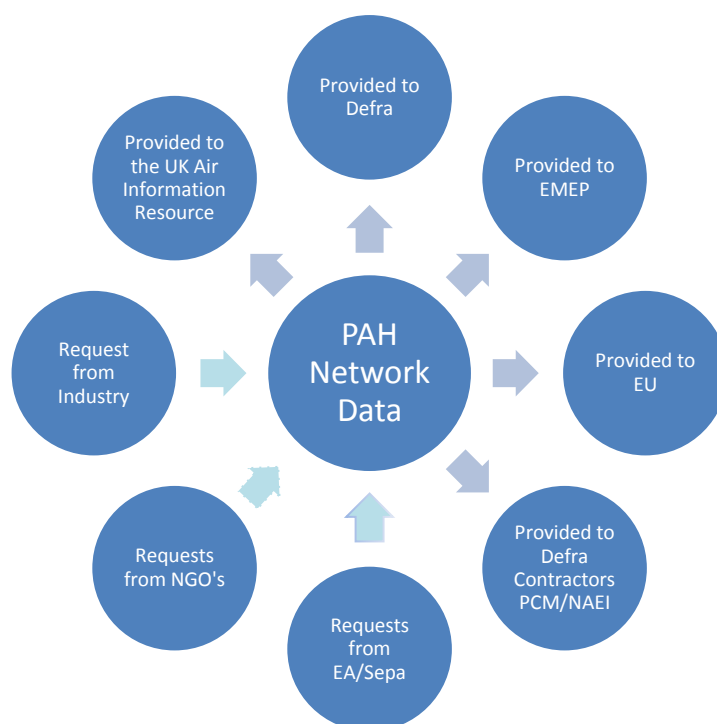 Provided to
Defra
Provided to
the UK Air
Information
Resource
Provided to
EMEP
PAH
Network
Data
Request
from
Industry
Provided to
EU
Requests
from NGO's
Provided to
Defra
Contractors
PCM/NAEI
Requests
from
EA/Sepa